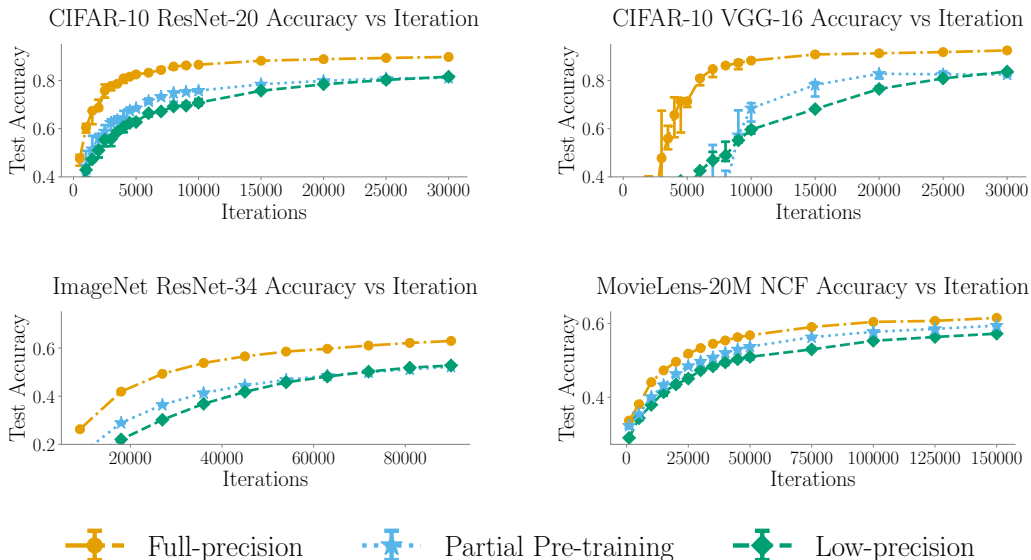 CIFAR-10 ResNet-20 Accuracy vs Iteration
Test Accuracy
0.8
0.6
0.4
0 5000 10000 15000 20000 25000 30000
Iterations
CIFAR-10 VGG-16 Accuracy vs Iteration
Test Accuracy
0.8
0.6
0.4
0 5000 10000 15000 20000 25000 30000
Iterations
ImageNet ResNet-34 Accuracy vs Iteration
Test Accuracy
0.6
0.4
0.2
20000 40000 60000 80000
Iterations
MovieLens-20M NCF Accuracy vs Iteration
Test Accuracy
0.6
0.4
0 25000 50000 75000 100000 125000 150000
Iterations
Full-precision Partial Pre-training Low-precision